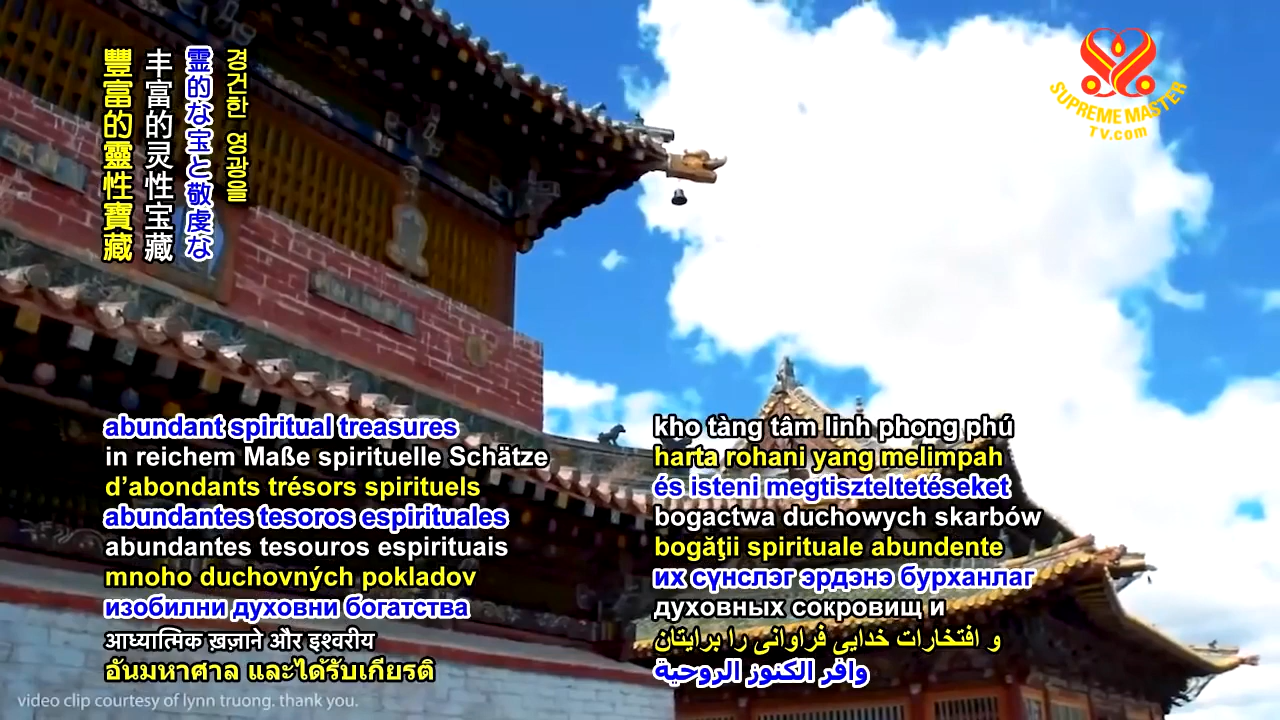 豐富的靈性寶藏
丰富的灵性宝藏
霊的な宝と敬虔な
경건한 영광을
SUPREME MASTER
TV.com
abundant spiritual treasures
in reichem Maße spirituelle Schätze
d’abondants trésors spirituels
abundantes tesoros espirituales
abundantes tesouros espirituais
mnoho duchovných pokladov
изобилни духовни богатства
आध्यात्मिक ख़ज़ाने और इश्वरीय
อันมหาศาล และได้รับเกียรติ
kho tàng tâm linh phong phú
harta rohani yang melimpah
és isteni megtiszteltetéseket
bogactwa duchowych skarbów
bogăţii spirituale abundente
их сүнслэг эрдэнэ бурханлаг
духовных сокровищ и
و افتخارات خدایی فراوانی را برایتان
وافر الكنوز الروحية
video clip courtesy of lynn truong. thank you.